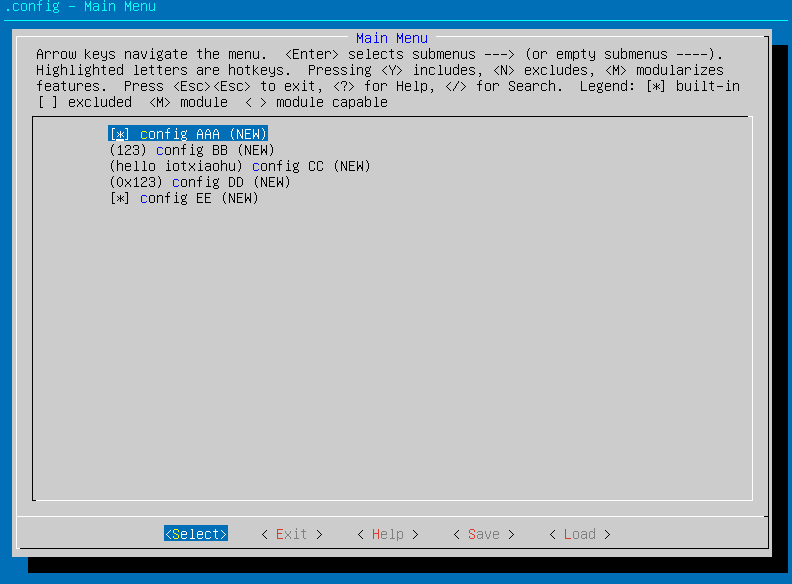 .config - Main Menu
Main Menu
Arrow keys navigate the menu.  <Enter> selects submenus ---> (or empty submenus ----).
Highlighted letters are hotkeys.  Pressing <Y> includes, <N> excludes, <M> modularizes
features.  Press <Esc><Esc> to exit, <?> for Help, </> for Search.  Legend: [*] built-in
[ ] excluded  <M> module  < > module capable
[*] config AAA (NEW)
(123) config BB (NEW)
(hello iotxiaohu) config CC (NEW)
(0x123) config DD (NEW)
[*] config EE (NEW)
<Select>    < Exit >    < Help >    < Save >    < Load >